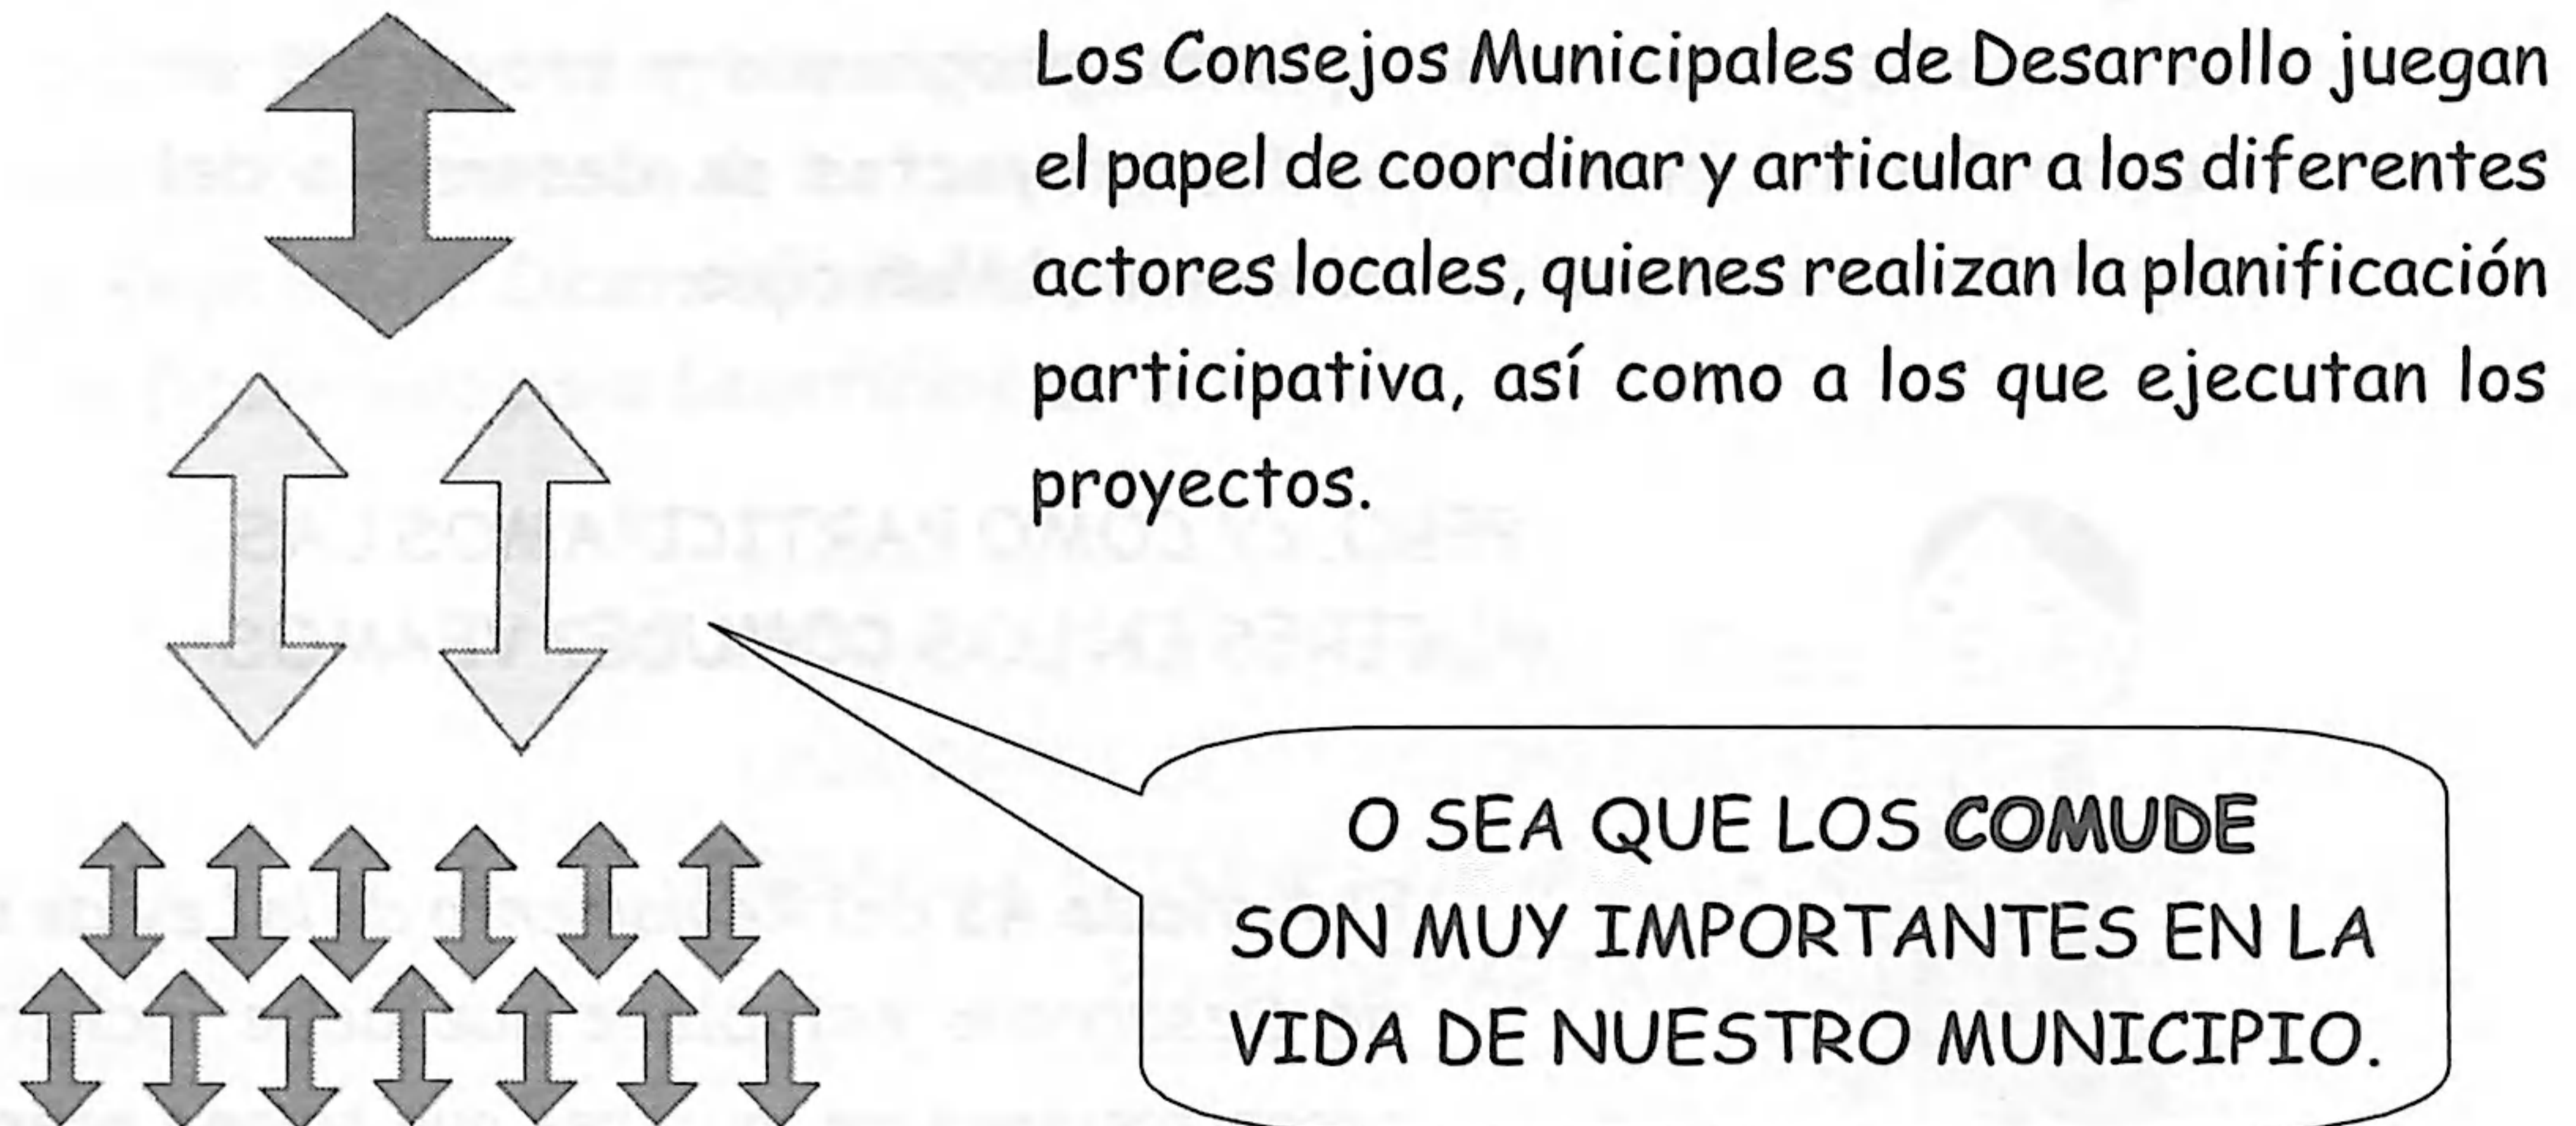 Los Consejos Municipales de Desarrollo juegan
el papel de coordinar y articular a los diferentes
actores locales, quienes realizan la planificación
participativa, así como a los que ejecutan los
proyectos.
O SEA QUE LOS COMUDE
SON MUY IMPORTANTES EN LA
VIDA DE NUESTRO MUNICIPIO.